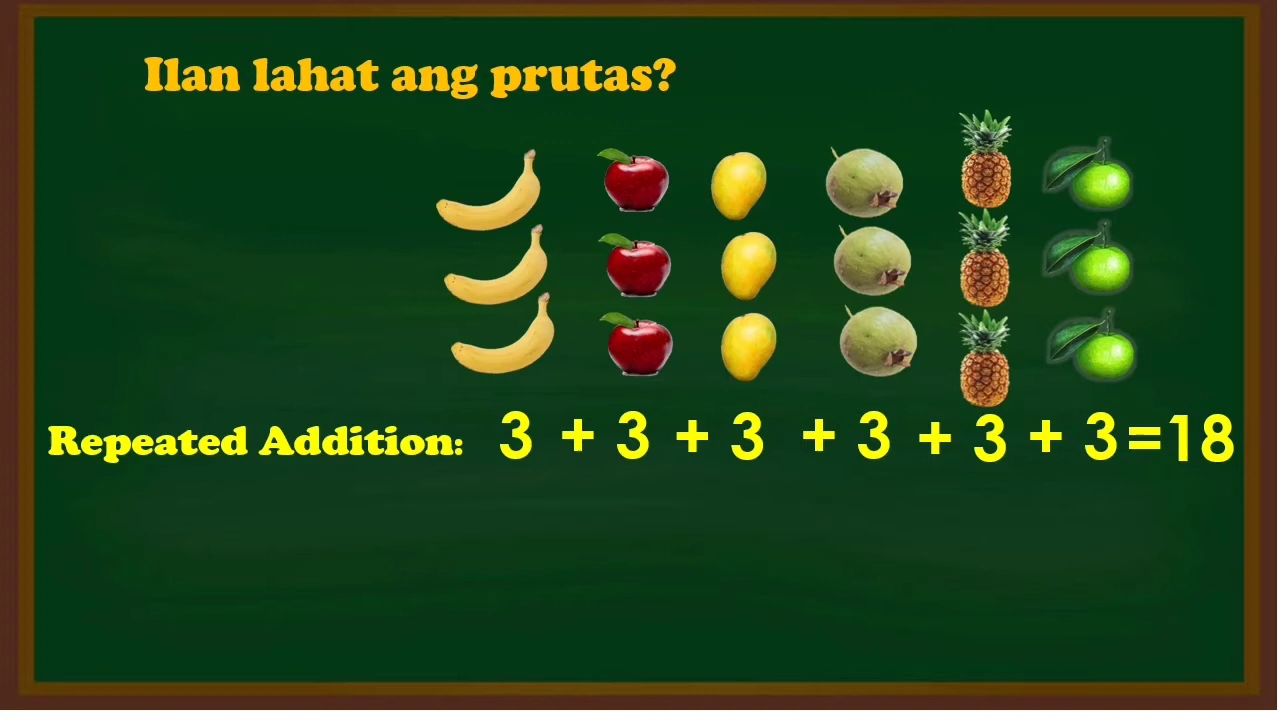 Ilan lahat ang prutas?
Repeated Addition: 3 + 3 + 3 + 3 + 3 + 3 =18